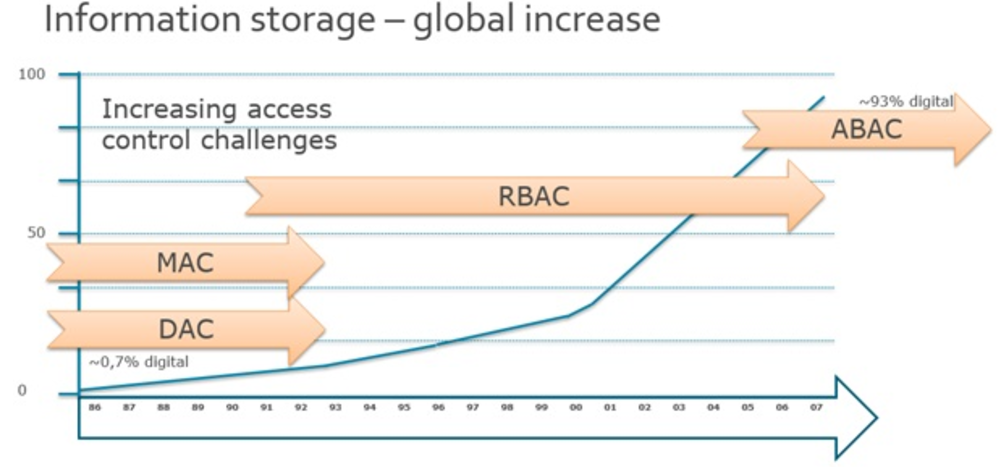 Information storage – global increase
100
Increasing access
control challenges
~93% digital
ABAC
RBAC
50
MAC
DAC
~0,7% digital
0
86 87 88 89 90 91 92 93 94 95 96 97 98 99 00 01 02 03 04 05 06 07